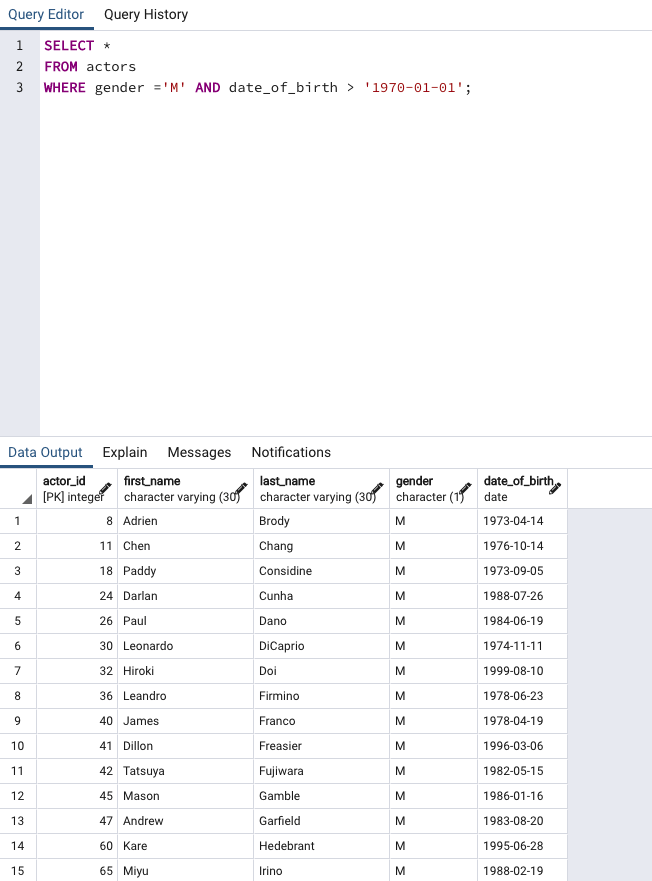 Query Editor Query History
1 SELECT *
2 FROM actors
3 WHERE gender ='M' AND date_of_birth > '1970-01-01';
Data Output Explain Messages Notifications
actor_id first_name last_name gender date_of_birth
[PK] integer character varying (30) character varying (30) character (1) date
1 8 Adrien Brody M 1973-04-14
2 11 Chen Chang M 1976-10-14
3 18 Paddy Considine M 1973-09-05
4 24 Darlan Cunha M 1988-07-26
5 26 Paul Dano M 1984-06-19
6 30 Leonardo DiCaprio M 1974-11-11
7 32 Hiroki Doi M 1999-08-10
8 36 Leandro Firmino M 1978-06-23
9 40 James Franco M 1978-04-19
10 41 Dillon Freasier M 1996-03-06
11 42 Tatsuya Fujiwara M 1982-05-15
12 45 Mason Gamble M 1986-01-16
13 47 Andrew Garfield M 1983-08-20
14 60 Kare Hedebrant M 1995-06-28
15 65 Miyu Irino M 1988-02-19